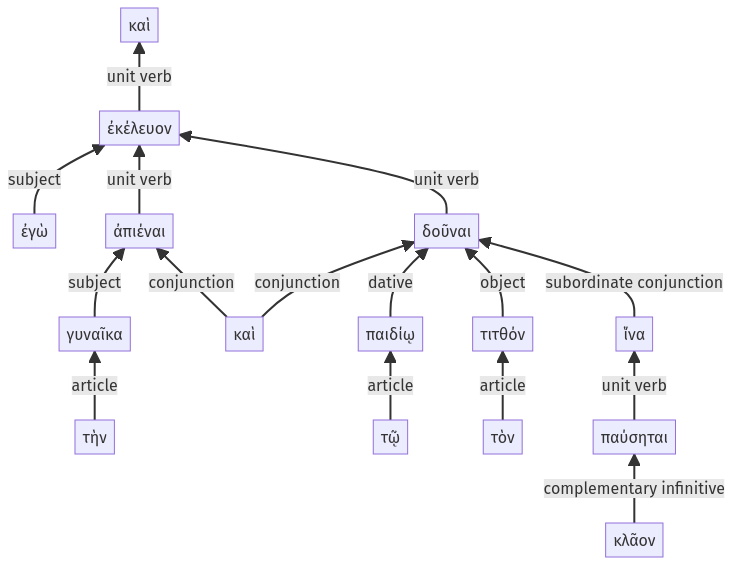 καὶ
unit verb
ἐκέλευον
subject unit verb unit verb
ἐγὼ ἀπιέναι δοῦναι
subject conjunction conjunction dative object subordinate conjunction
γυναῖκα καὶ παιδίῳ τιτθόν ἵνα
article article article unit verb
τὴν τῷ τὸν παύσηται
complementary infinitive
κλᾶον